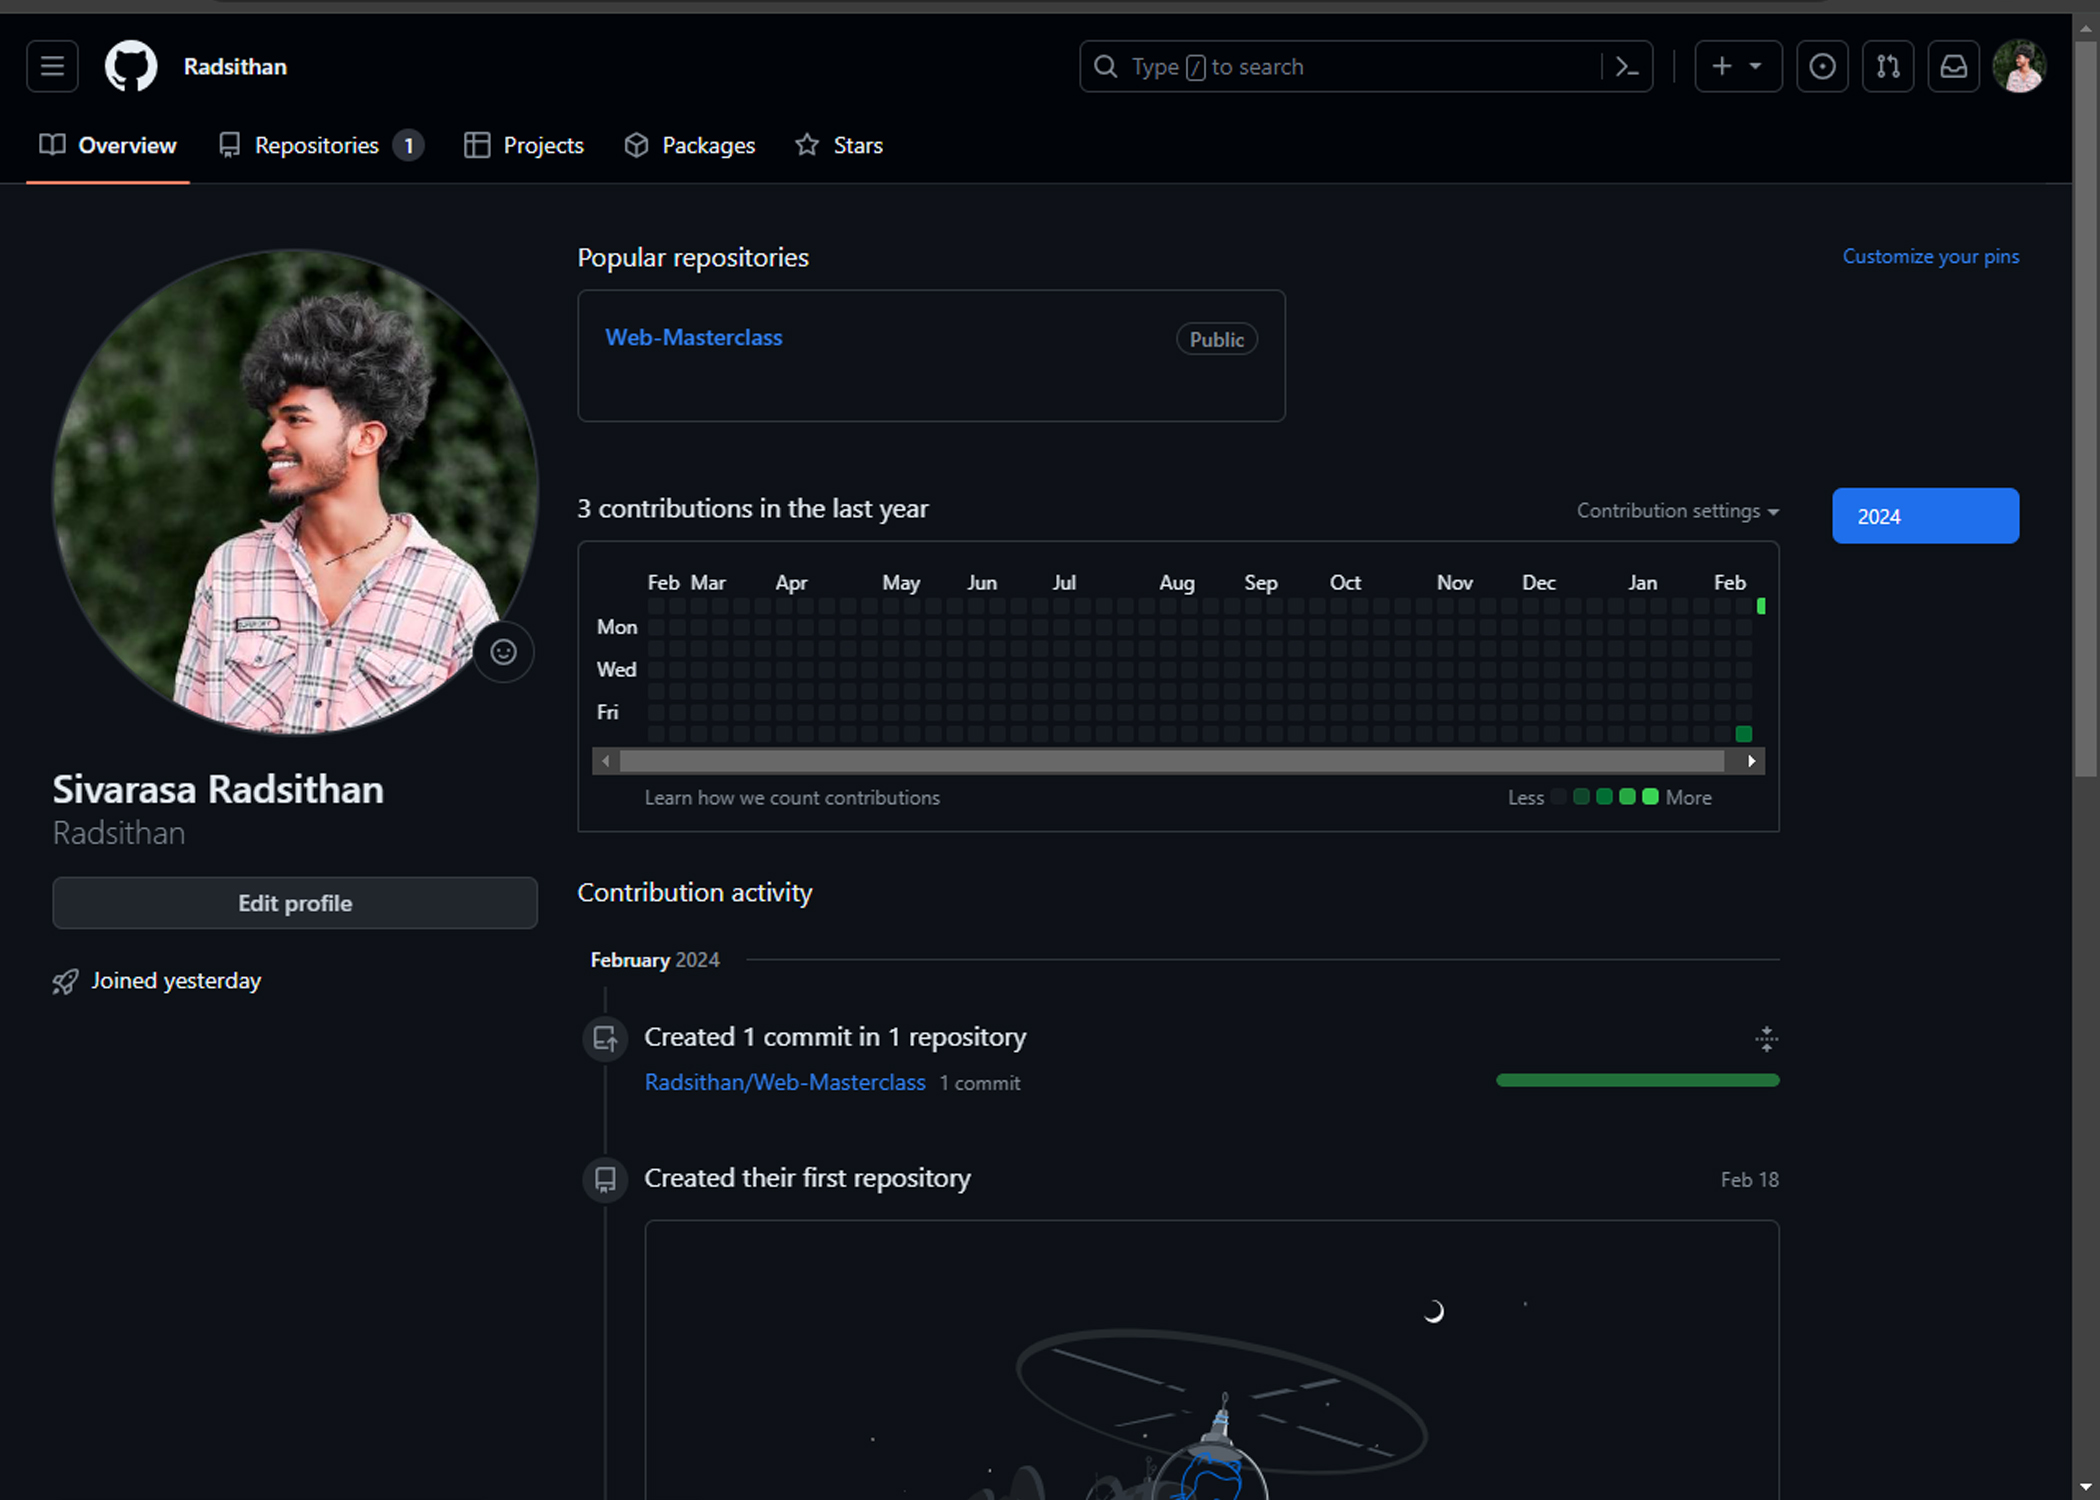 Radsithan
Type / to search
Overview
Repositories 1
Projects
Packages
Stars
Popular repositories
Customize your pins
Web-Masterclass
Public
3 contributions in the last year
Contribution settings
2024
Feb Mar Apr May Jun Jul Aug Sep Oct Nov Dec Jan Feb
Mon
Wed
Fri
Learn how we count contributions
Less More
Sivarasa Radsithan
Radsithan
Edit profile
Joined yesterday
Contribution activity
February 2024
Created 1 commit in 1 repository
Radsithan/Web-Masterclass 1 commit
Created their first repository
Feb 18